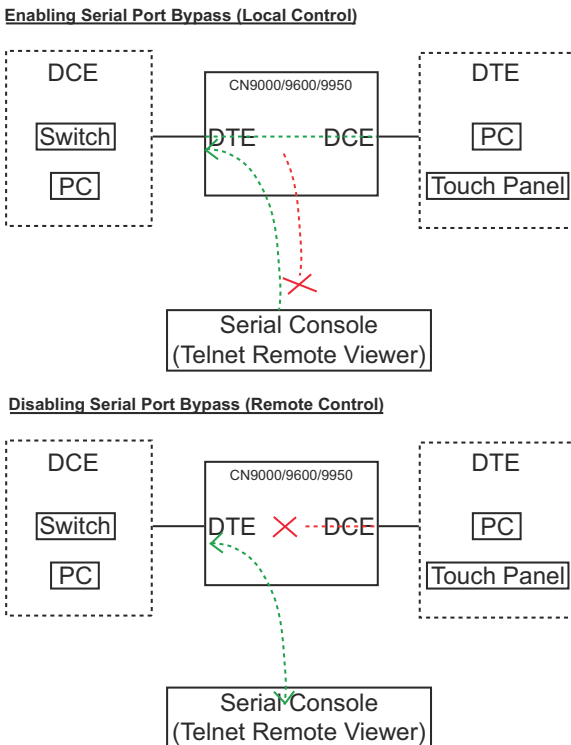 Enabling Serial Port Bypass (Local Control)
DCE
Switch
PC
CN9000/9600/9950
DTE DCE
DTE
PC
Touch Panel
Serial Console
(Telnet Remote Viewer)
Disabling Serial Port Bypass (Remote Control)
DCE
Switch
PC
CN9000/9600/9950
DTE DCE
DTE
PC
Touch Panel
Serial Console
(Telnet Remote Viewer)